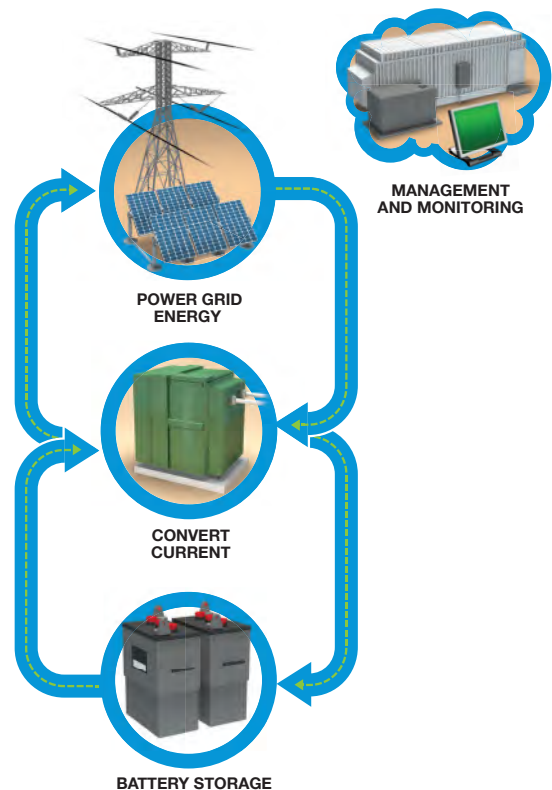 MANAGEMENT
AND MONITORING
POWER GRID
ENERGY
CONVERT
CURRENT
BATTERY STORAGE